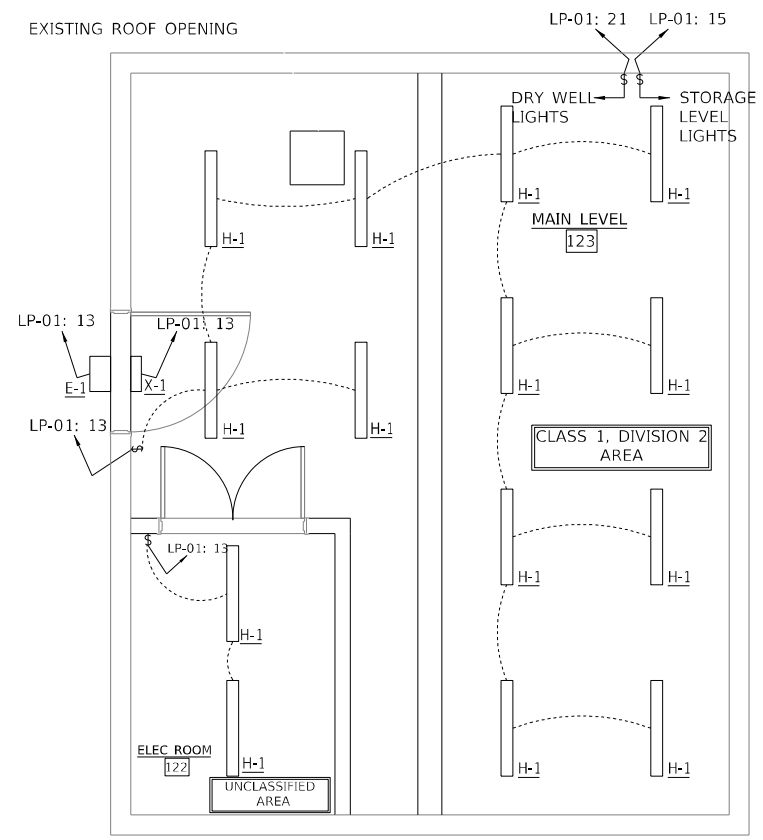 LP-01: 21
LP-01: 15
EXISTING ROOF OPENING
$ $
DRY WELL
LIGHTS
STORAGE
LEVEL
LIGHTS
H-1
H-1
MAIN LEVEL
123
H-1
H-1
LP-01: 13
LP-01: 13
E-1
X-1
H-1
H-1
LP-01: 13
$
H-1
H-1
CLASS 1, DIVISION 2
AREA
$
LP-01: 13
H-1
H-1
H-1
ELEC ROOM
122
H-1
H-1
H-1
UNCLASSIFIED
AREA